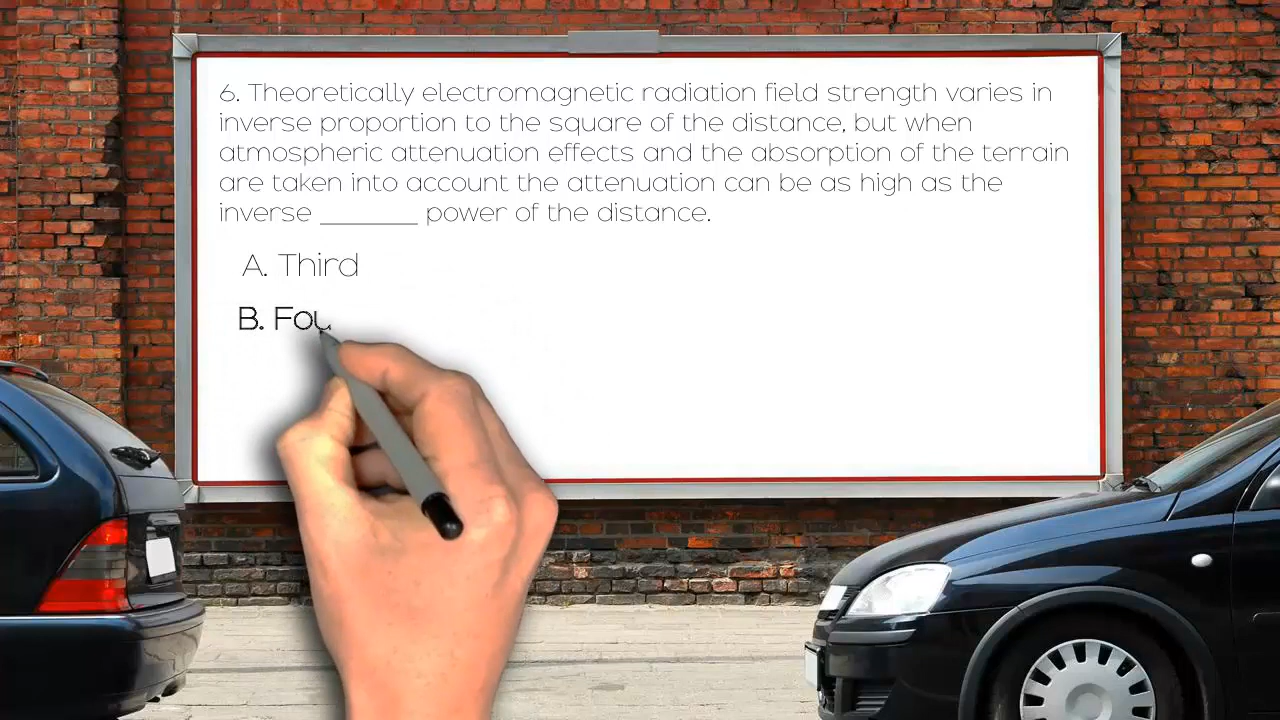 6. Theoretically electromagnetic radiation field strength varies in
inverse proportion to the square of the distance, but when
atmospheric attenuation effects and the absorption of the terrain
are taken into account the attenuation can be as high as the
inverse ________ power of the distance.
A. Third
B. Fou